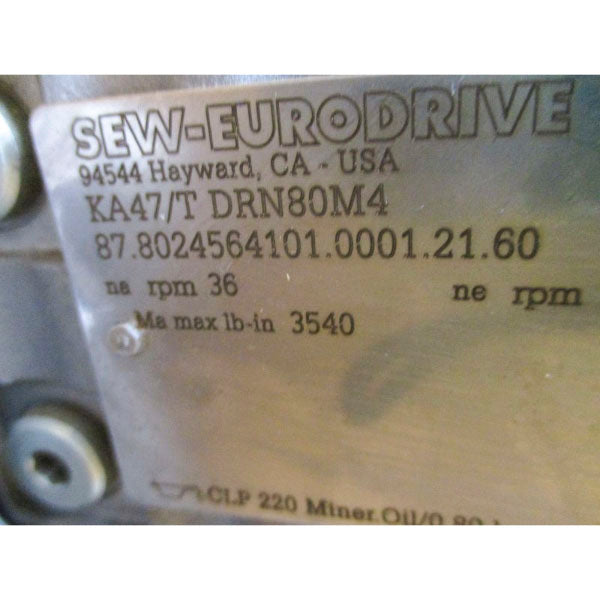 SEW-EURODRIVE
94544 Hayward, CA - USA
KA47/T DRN80M4
87.8024564101.0001.21.60
na rpm 36 ne rpm
Ma max lb-in 3540
CLP 220 Miner.Oil/0.80